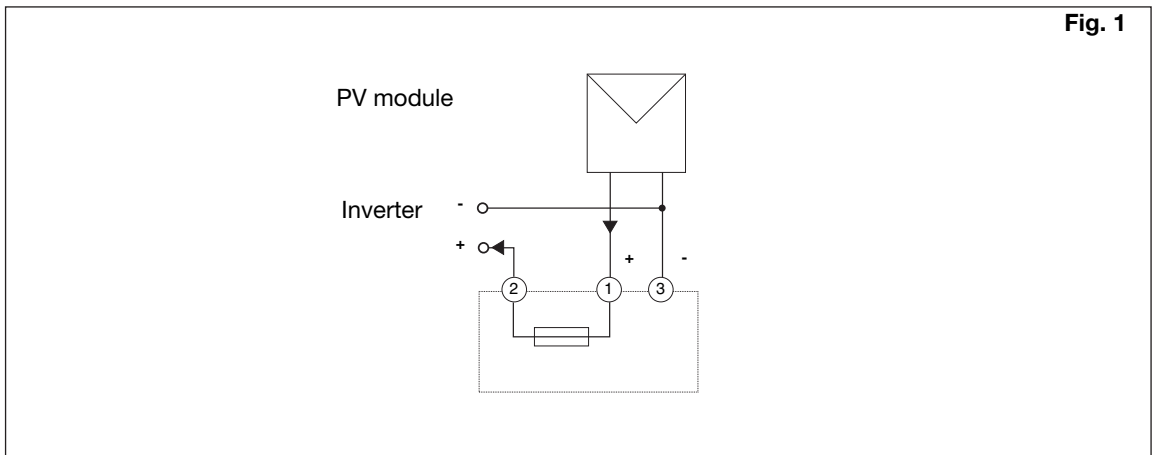 Fig. 1
PV module
Inverter -
+
+ -
2 1 3